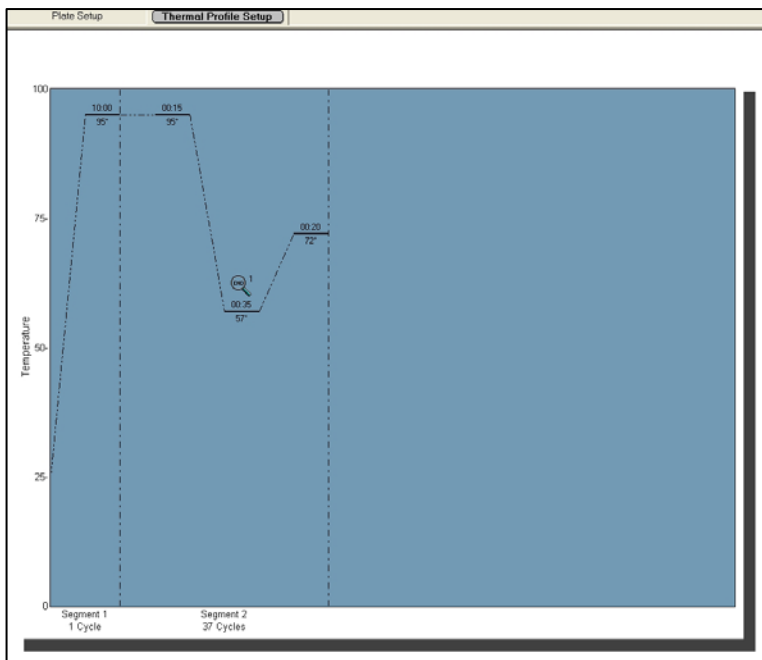 Plate Setup
Thermal Profile Setup
100
10:00
95°
00:15
95°
75
00:20
72°
END
1
00:35
57°
50
Temperature
25
0
Segment 1
1 Cycle
Segment 2
37 Cycles